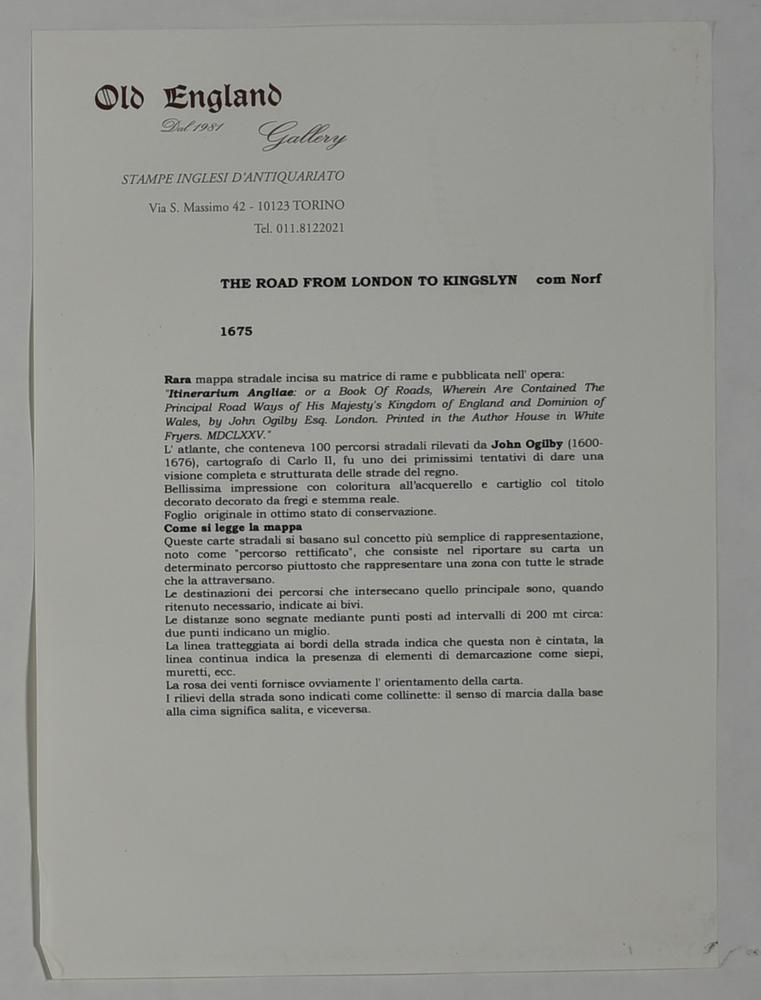 Old England
Dal 1981 Gallery
STAMPE INGLESI D'ANTIQUARIATO
Via S. Massimo 42 - 10123 TORINO
Tel. 011.8122021
THE ROAD FROM LONDON TO KINGSLYN com Norf
1675
Rara mappa stradale incisa su matrice di rame e pubblicata nell' opera:
"Itinerarium Angliae: or a Book Of Roads, Wherein Are Contained The
Principal Road Ways of His Majesty's Kingdom of England and Dominion of
Wales, by John Ogilby Esq. London. Printed in the Author House in White
Fryers. MDCLXXV."
L' atlante, che conteneva 100 percorsi stradali rilevati da John Ogilby (1600-
1676), cartografo di Carlo II, fu uno dei primissimi tentativi di dare una
visione completa e strutturata delle strade del regno.
Bellissima impressione con coloritura all'acquerello e cartiglio col titolo
decorato decorato da fregi e stemma reale.
Foglio originale in ottimo stato di conservazione.
Come si legge la mappa
Queste carte stradali si basano sul concetto più semplice di rappresentazione,
noto come "percorso rettificato", che consiste nel riportare su carta un
determinato percorso piuttosto che rappresentare una zona con tutte le strade
che la attraversano.
Le destinazioni dei percorsi che intersecano quello principale sono, quando
ritenuto necessario, indicate ai bivi.
Le distanze sono segnate mediante punti posti ad intervalli di 200 mt circa:
due punti indicano un miglio.
La linea tratteggiata ai bordi della strada indica che questa non è cintata, la
linea continua indica la presenza di elementi di demarcazione come siepi,
muretti, ecc.
La rosa dei venti fornisce ovviamente l' orientamento della carta.
I rilievi della strada sono indicati come collinette: il senso di marcia dalla base
alla cima significa salita, e viceversa.